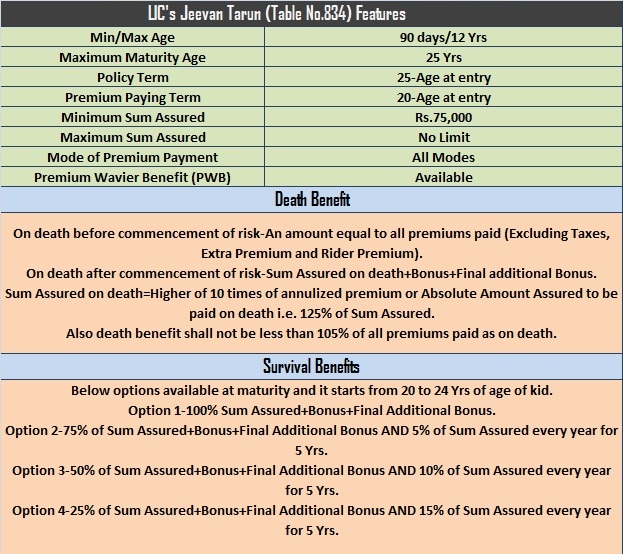 LIC's Jeevan Tarun (Table No.834) Features
Min/Max Age 90 days/12 Yrs
Maximum Maturity Age 25 Yrs
Policy Term 25-Age at entry
Premium Paying Term 20-Age at entry
Minimum Sum Assured Rs.75,000
Maximum Sum Assured No Limit
Mode of Premium Payment All Modes
Premium Wavier Benefit (PWB) Available
Death Benefit
On death before commencement of risk-An amount equal to all premiums paid (Excluding Taxes,
Extra Premium and Rider Premium).
On death after commencement of risk-Sum Assured on death+Bonus+Final additional Bonus.
Sum Assured on death=Higher of 10 times of annulized premium or Absolute Amount Assured to be
paid on death i.e. 125% of Sum Assured.
Also death benefit shall not be less than 105% of all premiums paid as on death.
Survival Benefits
Below options available at maturity and it starts from 20 to 24 Yrs of age of kid.
Option 1-100% Sum Assured+Bonus+Final Additional Bonus.
Option 2-75% of Sum Assured+Bonus+Final Additional Bonus AND 5% of Sum Assured every year for
5 Yrs.
Option 3-50% of Sum Assured+Bonus+Final Additional Bonus AND 10% of Sum Assured every year
for 5 Yrs.
Option 4-25% of Sum Assured+Bonus+Final Additional Bonus AND 15% of Sum Assured every year
for 5 Yrs.